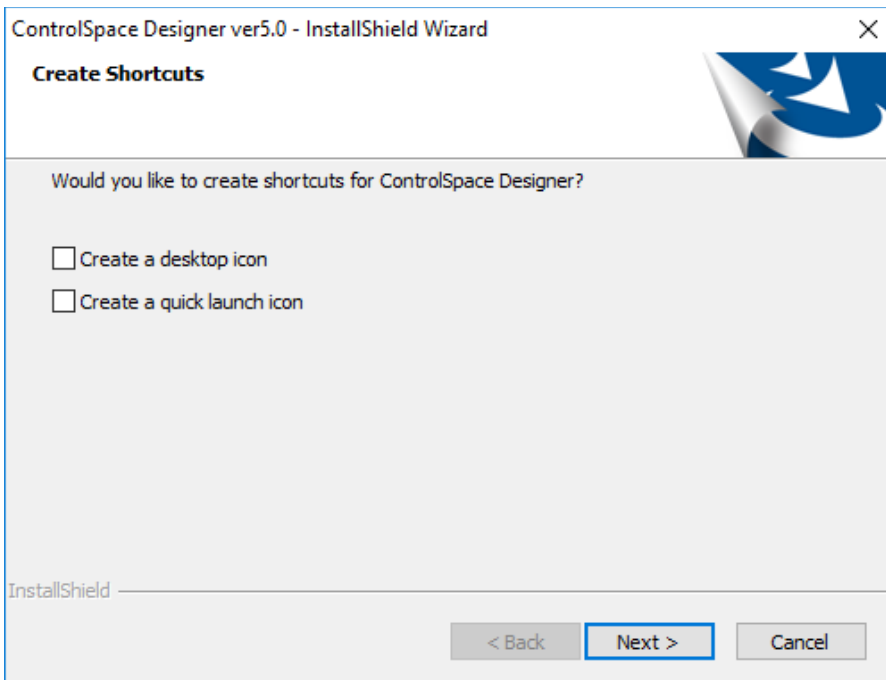 ControlSpace Designer ver5.0 - InstallShield Wizard
Create Shortcuts
Would you like to create shortcuts for ControlSpace Designer?
Create a desktop icon
Create a quick launch icon
InstallShield
< Back
Next >
Cancel